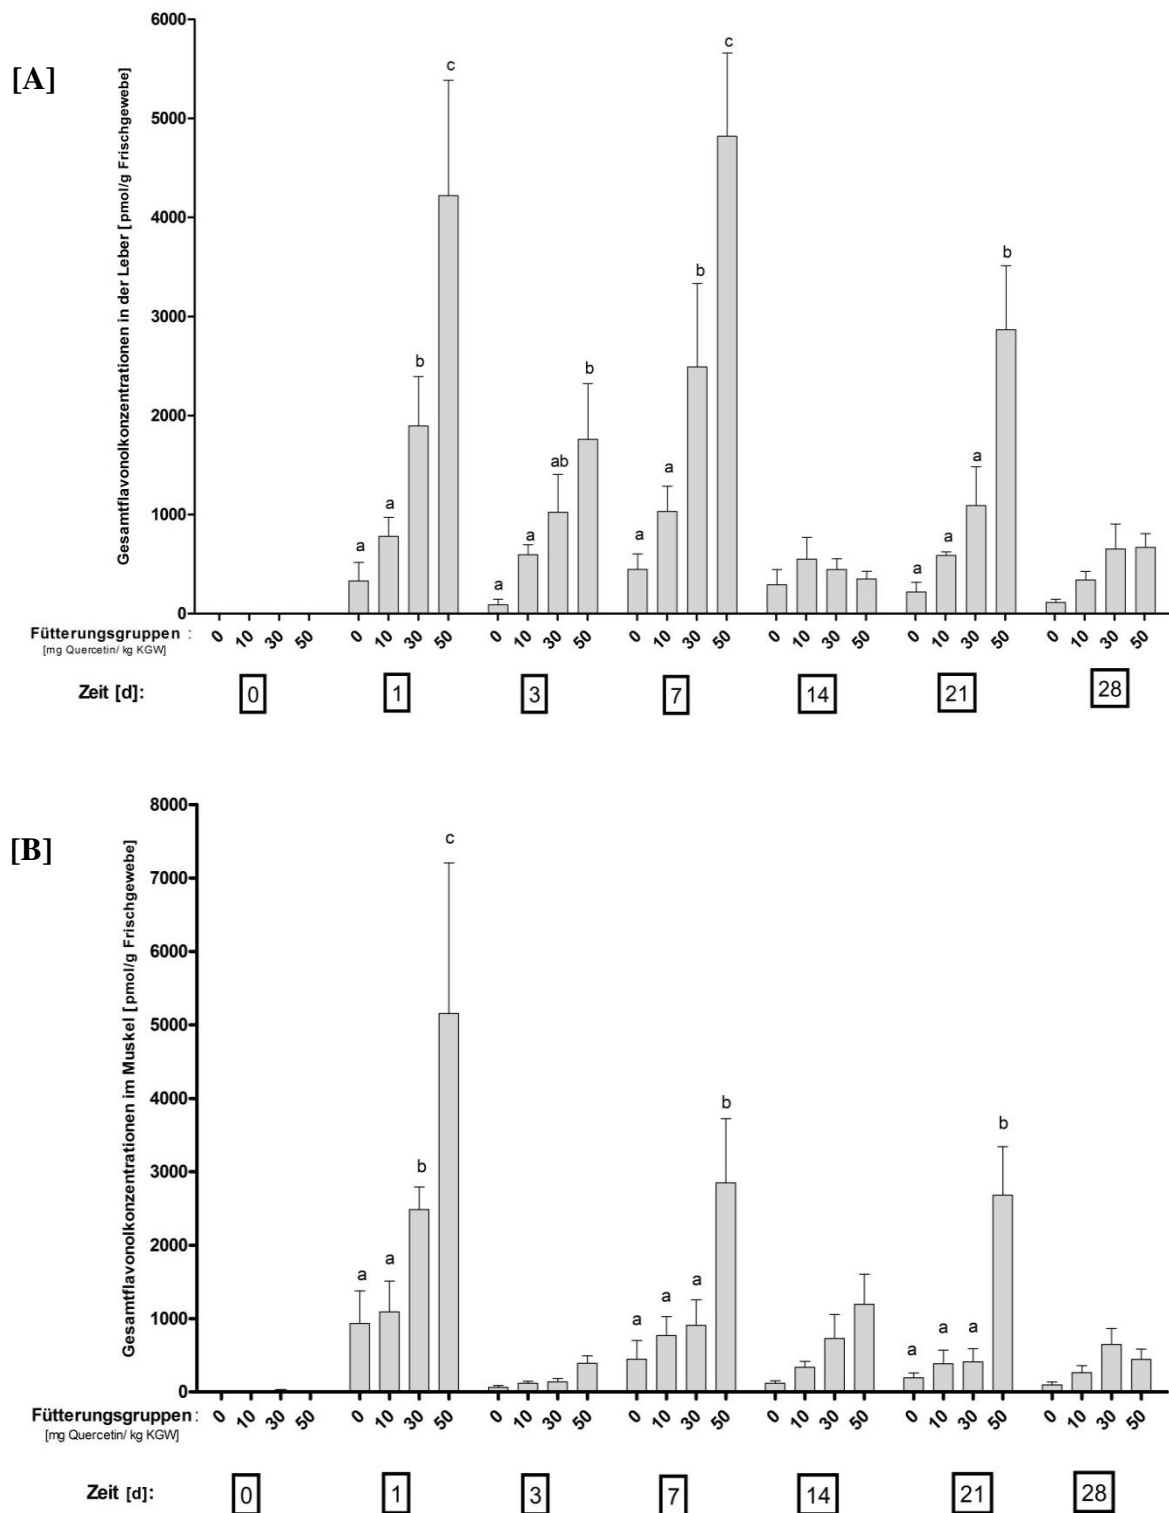 [A]
Gesamtflavonolkonzentrationen in der Leber [pmol/g Frischgewebe]
6000
5000
4000
3000
2000
1000
0
a a b c
a a ab b
a a b c
a a a b
Fütterungsgruppen :
[mg Quercetin/ kg KGW]
0 10 30 50 0 10 30 50 0 10 30 50 0 10 30 50 0 10 30 50 0 10 30 50 0 10 30 50
Zeit [d]: 0 1 3 7 14 21 28
[B]
Gesamtflavonolkonzentrationen im Muskel [pmol/g Frischgewebe]
8000
7000
6000
5000
4000
3000
2000
1000
0
a a b c
a a a b
a a a b
Fütterungsgruppen :
[mg Quercetin/ kg KGW]
0 10 30 50 0 10 30 50 0 10 30 50 0 10 30 50 0 10 30 50 0 10 30 50 0 10 30 50
Zeit [d]: 0 1 3 7 14 21 28